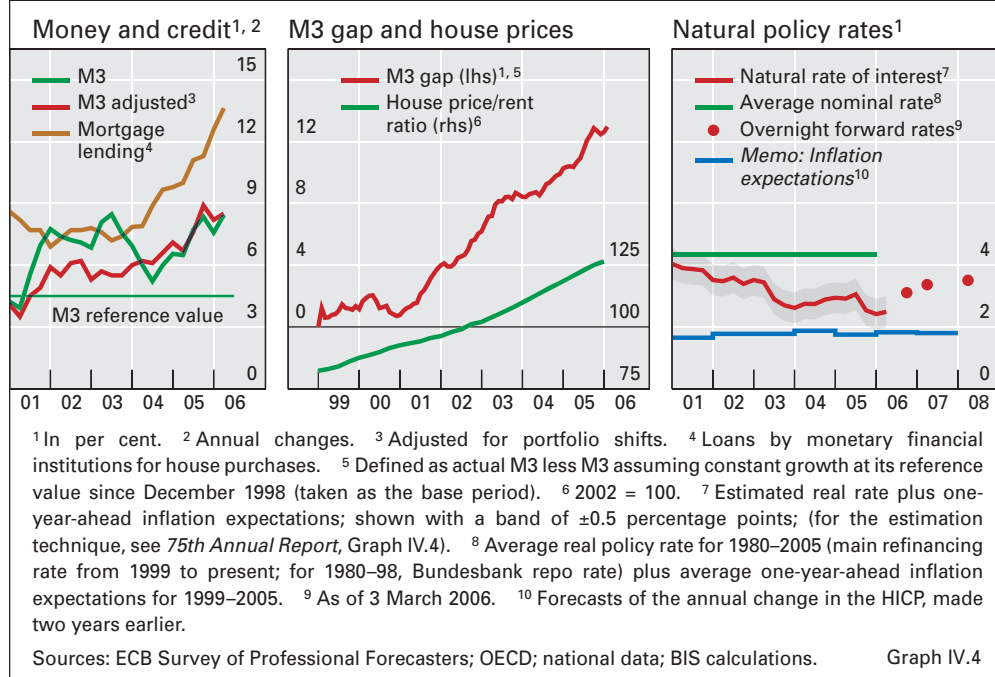 Money and credit1, 2
15
M3
M3 adjusted3
Mortgage
lending4
12
9
6
M3 reference value
3
0
01 02 03 04 05 06
M3 gap and house prices
M3 gap (lhs)1, 5
House price/rent
ratio (rhs)6
12
8
4
125
0
100
75
99 00 01 02 03 04 05 06
Natural policy rates1
Natural rate of interest7
Average nominal rate8
Overnight forward rates9
Memo: Inflation
expectations10
4
2
0
01 02 03 04 05 06 07 08
1 In per cent. 2 Annual changes. 3 Adjusted for portfolio shifts. 4 Loans by monetary financial
institutions for house purchases. 5 Defined as actual M3 less M3 assuming constant growth at its reference
value since December 1998 (taken as the base period). 6 2002 = 100. 7 Estimated real rate plus one-
year-ahead inflation expectations; shown with a band of ±0.5 percentage points; (for the estimation
technique, see 75th Annual Report, Graph IV.4). 8 Average real policy rate for 1980–2005 (main refinancing
rate from 1999 to present; for 1980–98, Bundesbank repo rate) plus average one-year-ahead inflation
expectations for 1999–2005. 9 As of 3 March 2006. 10 Forecasts of the annual change in the HICP, made
two years earlier.
Sources: ECB Survey of Professional Forecasters; OECD; national data; BIS calculations. Graph IV.4